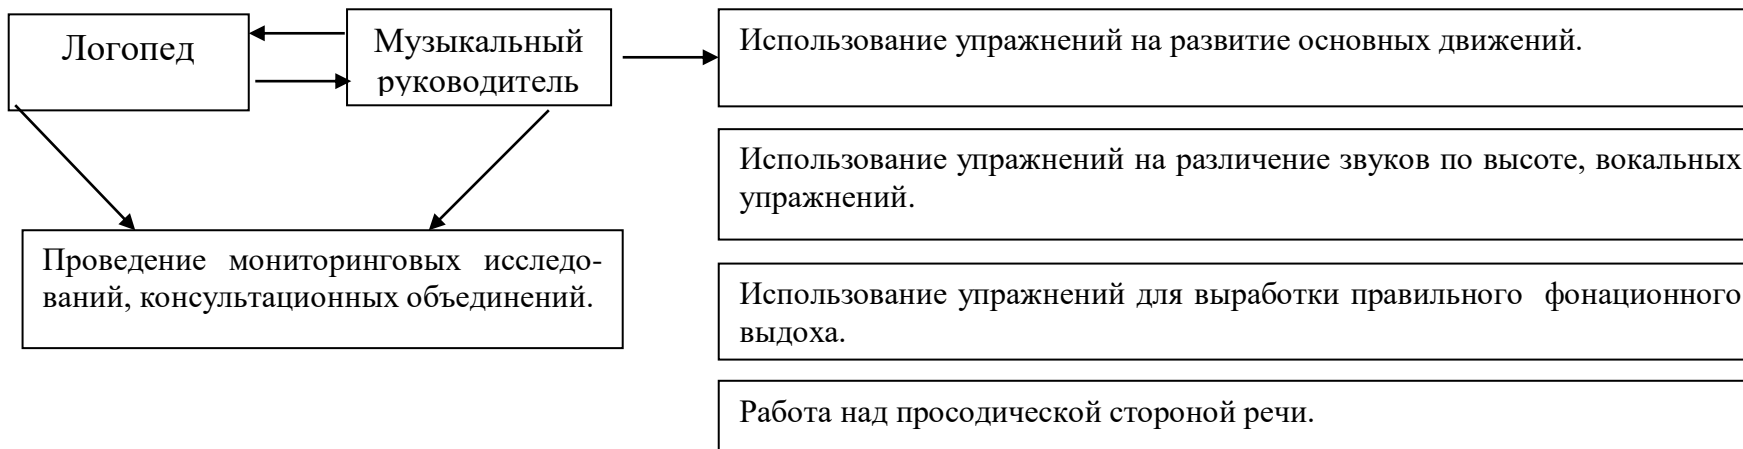 Логопед
Музыкальный
руководитель
Использование упражнений на развитие основных движений.
Использование упражнений на различение звуков по высоте, вокальных
упражнений.
Проведение мониторинговых исследо-
ваний, консультационных объединений.
Использование упражнений для выработки правильного фонационного
выдоха.
Работа над просодической стороной речи.